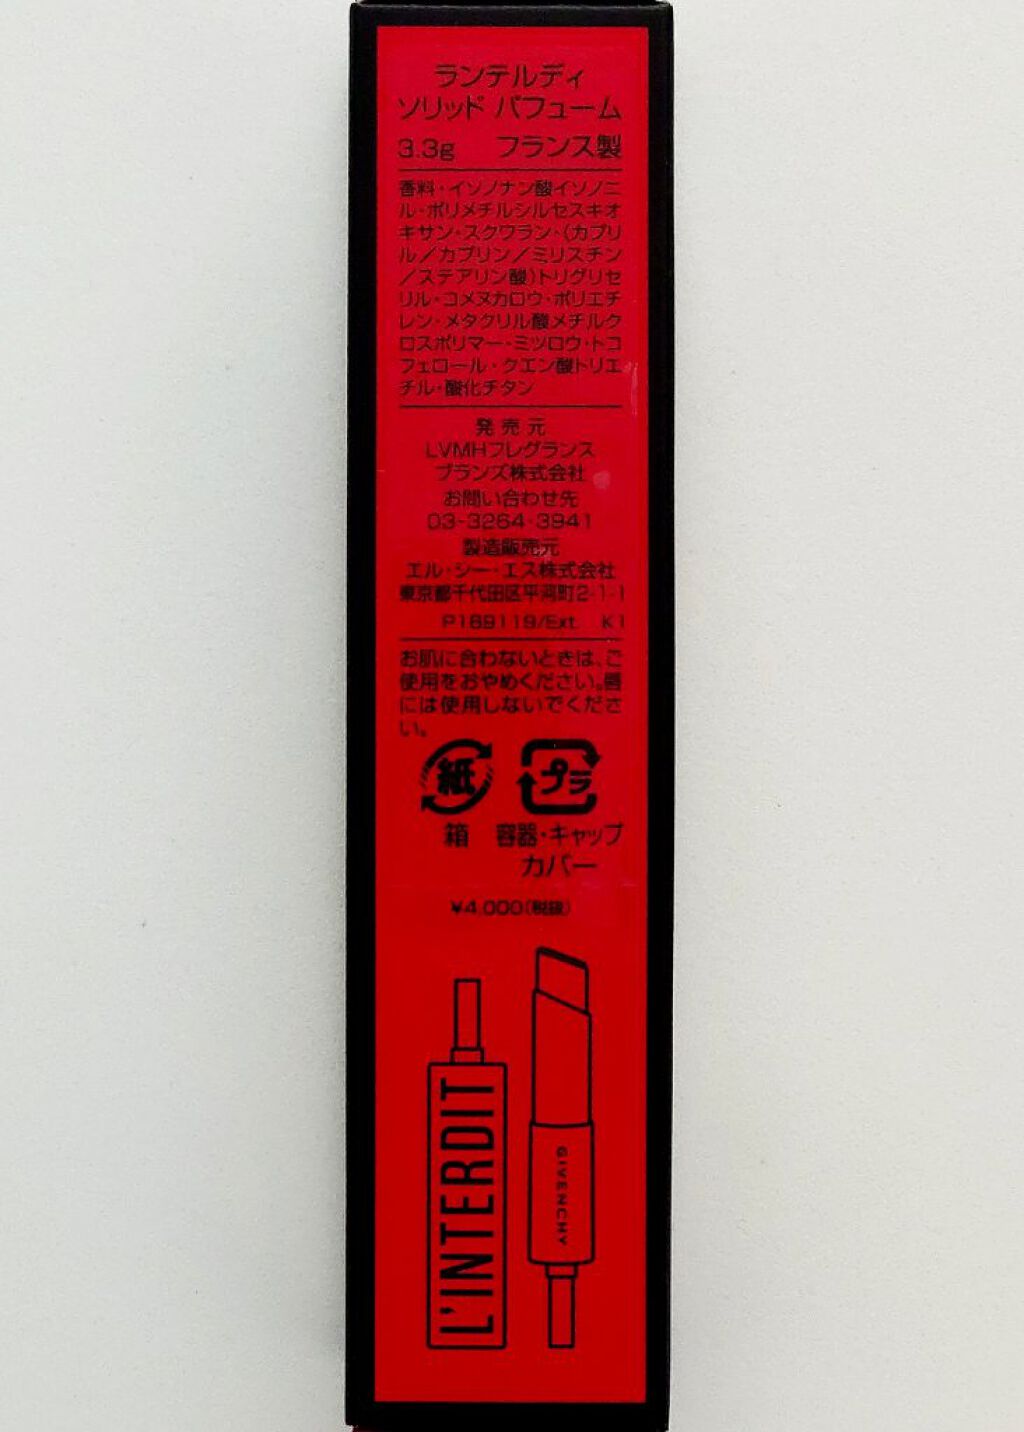 ランテルディ
ソリッド パフューム
3.3g フランス製
香料・イソノナン酸イソノニ
ル・ポリメチルシルセスキオ
キサン・スクワラン・(カプリ
ル/カプリン/ミリスチン
/ステアリン酸)トリグリセ
リル・コメヌカロウ・ポリエチ
レン・メタクリル酸メチルク
ロスポリマー・ミツロウ・トコ
フェロール・クエン酸トリエ
チル・酸化チタン
発売元
LVMHフレグランス
ブランズ株式会社
お問い合わせ先
03-3264-3941
製造販売元
エル・シー・エス株式会社
東京都千代田区平河町2-1-1
P169119/Ext. K1
お肌に合わないときは、ご
使用をおやめください。唇
には使用しないでくださ
い。
紙 プラ
箱 容器・キャップ
カバー
¥4,000(税抜)
L'INTERDIT
GIVENCHY